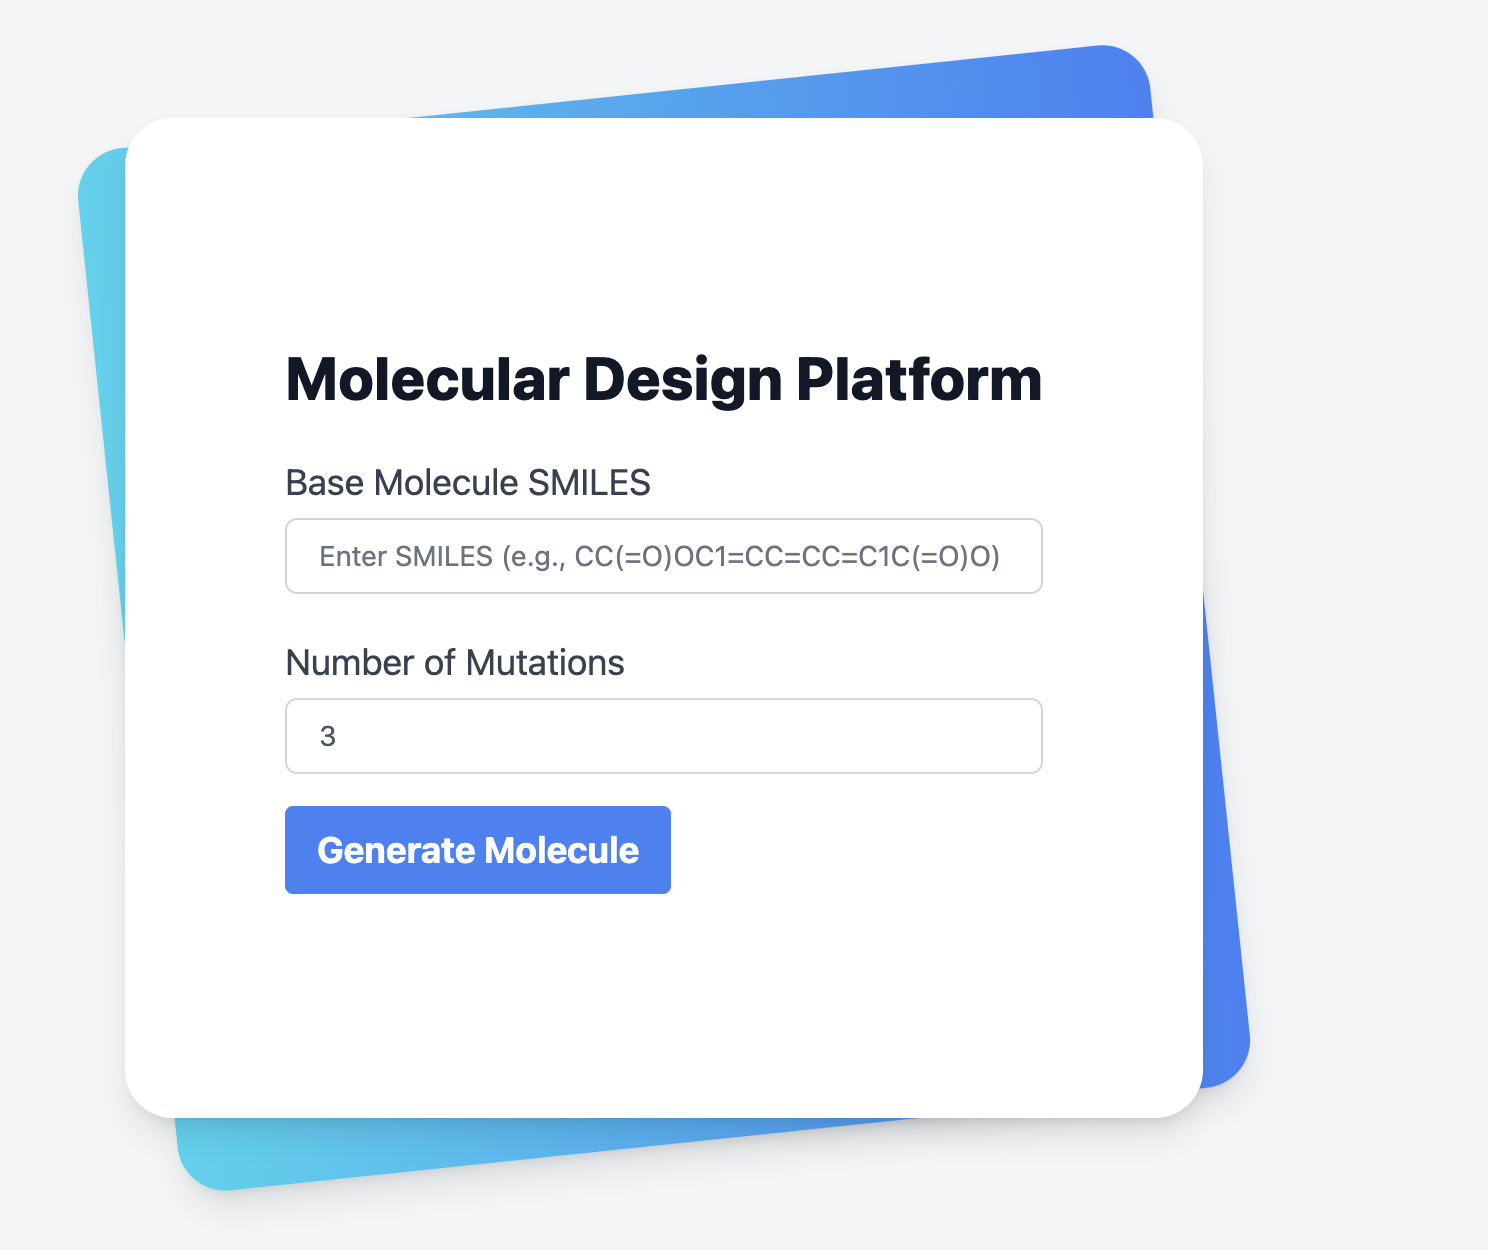 Molecular Design Platform
Base Molecule SMILES
Enter SMILES (e.g., CC(=O)OC1=CC=CC=C1C(=O)O)
Number of Mutations
3
Generate Molecule